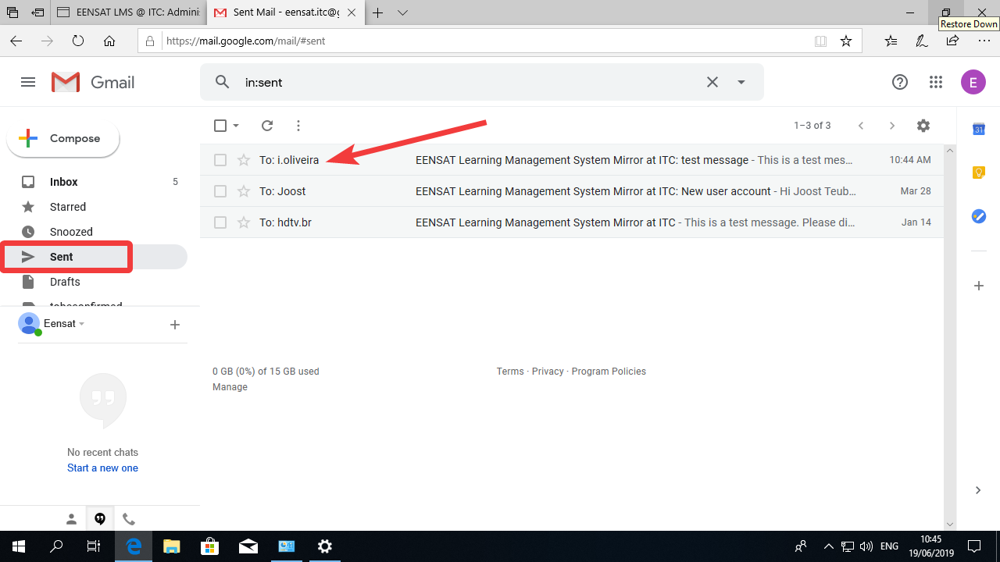 EENSAT LMS @ ITC: Adminis
Sent Mail - eensat.itc@g
Restore Down
https://mail.google.com/mail/#sent
Gmail
in:sent
E
Compose
1–3 of 3
31
To: i.oliveira EENSAT Learning Management System Mirror at ITC: test message - This is a test mes… 10:44 AM
Inbox 5
To: Joost EENSAT Learning Management System Mirror at ITC: New user account - Hi Joost Teub… Mar 28
Starred
To: hdtv.br EENSAT Learning Management System Mirror at ITC - This is a test message. Please di… Jan 14
Snoozed
Sent
Drafts
Eensat
0 GB (0%) of 15 GB used
Manage
Terms · Privacy · Program Policies
No recent chats
Start a new one
ENG
10:45
19/06/2019